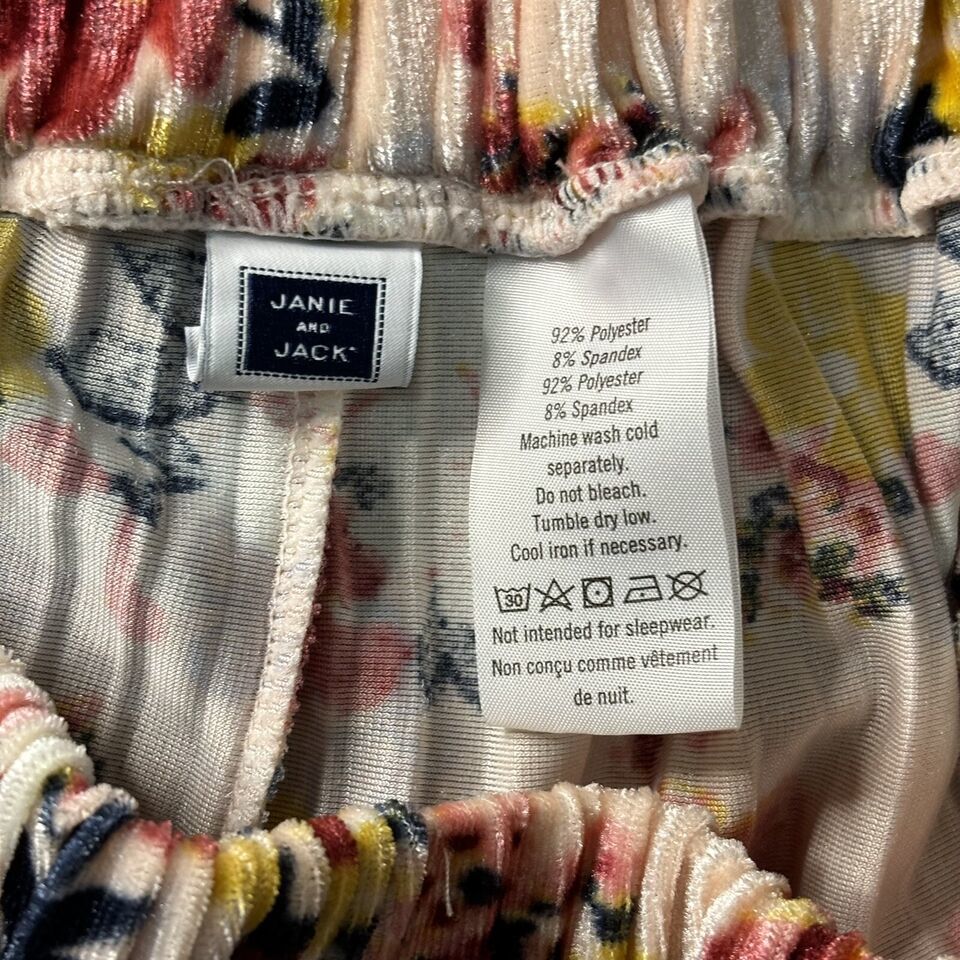 JANIE
AND
JACK
92% Polyester
8% Spandex
92% Polyester
8% Spandex
Machine wash cold
separately.
Do not bleach.
Tumble dry low.
Cool iron if necessary.
30
Not intended for sleepwear.
Non conçu comme vêtement
de nuit.